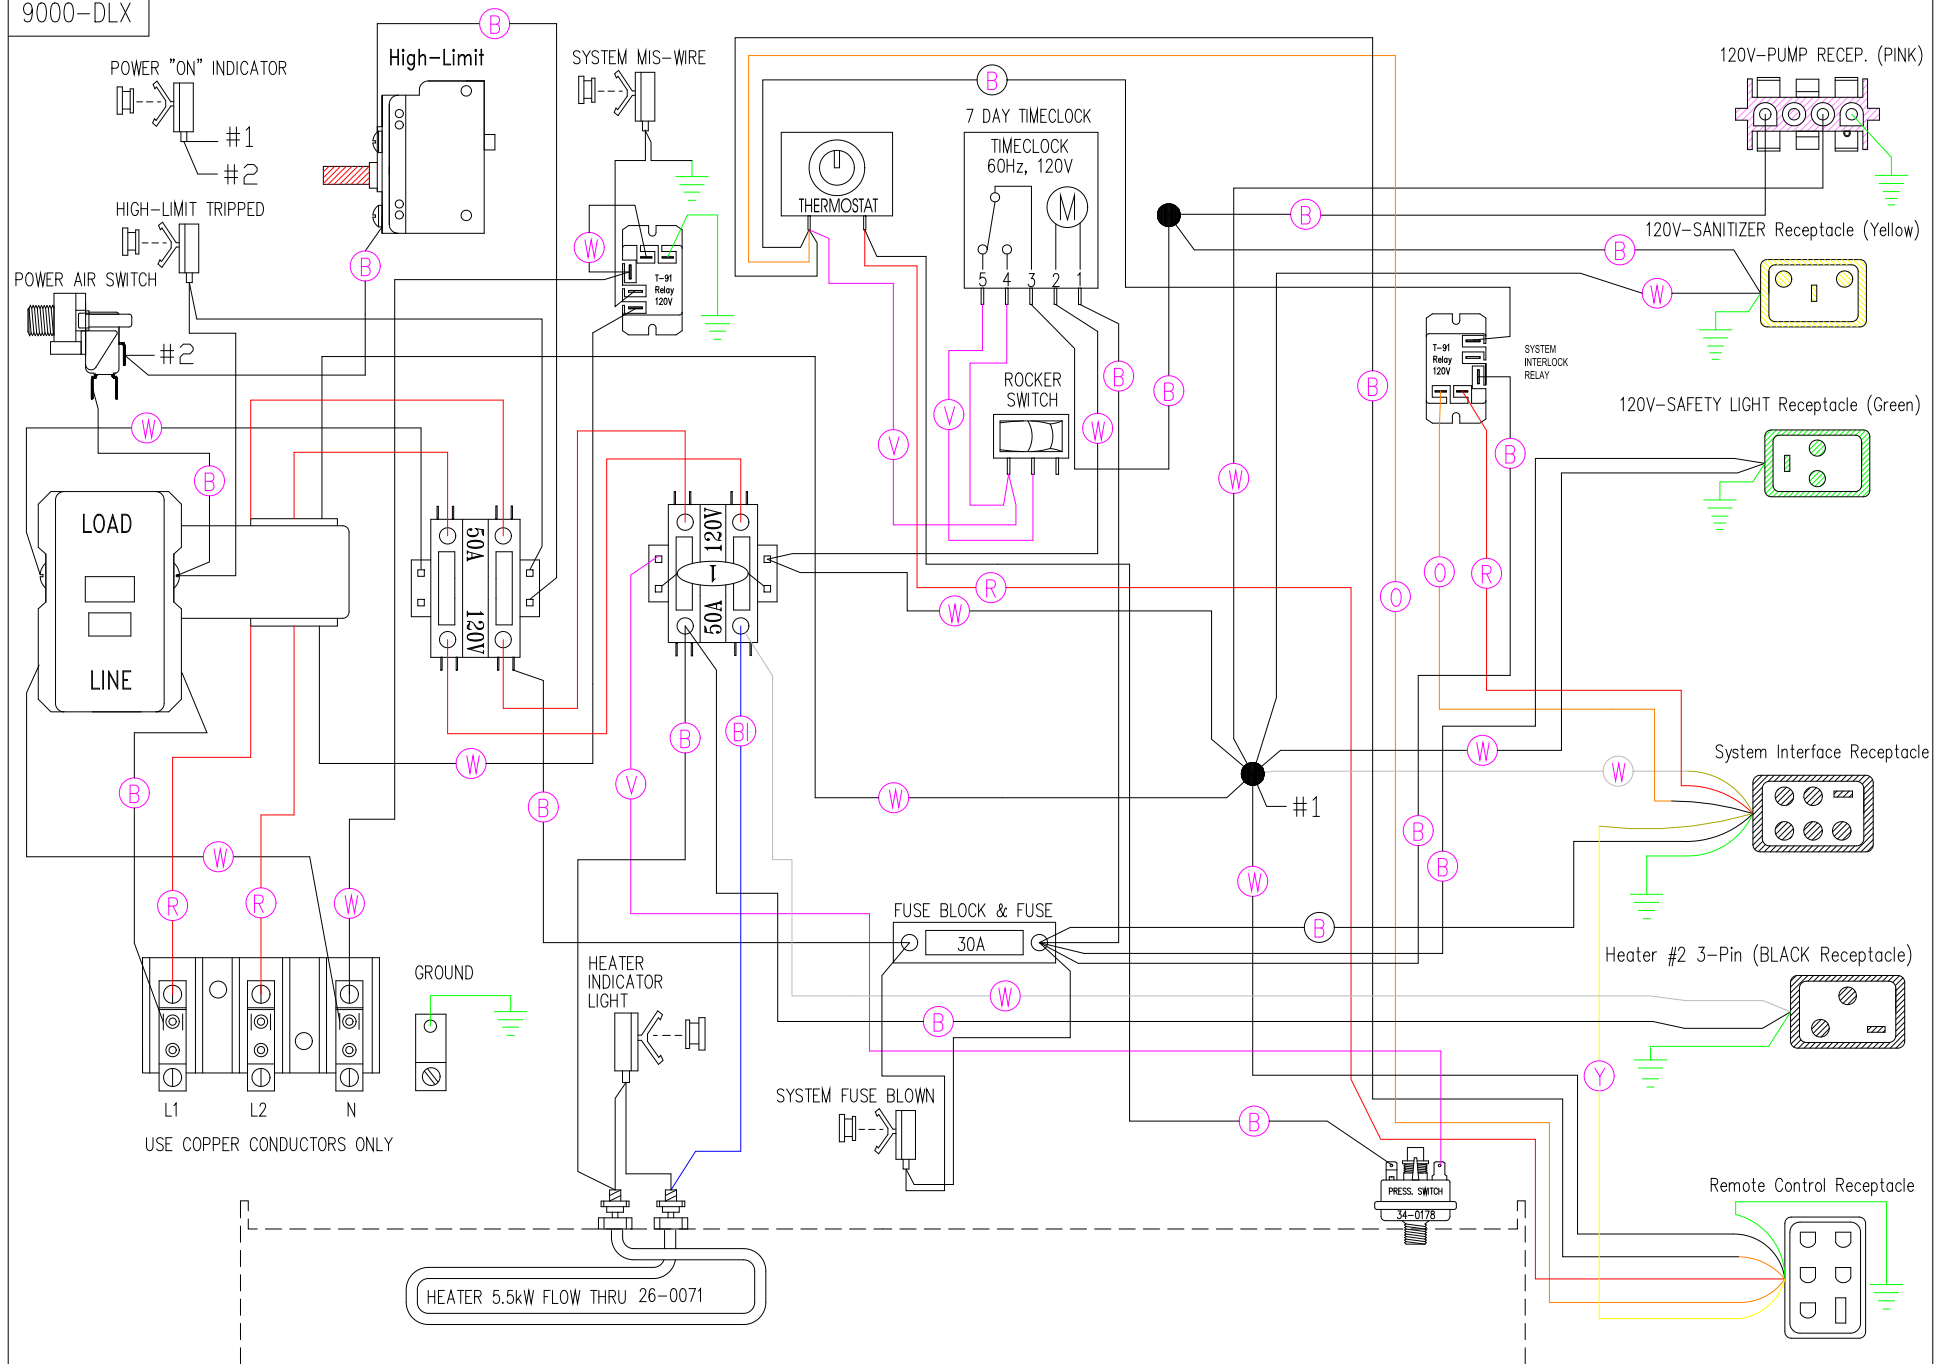 9000-DLX
B
POWER "ON" INDICATOR
#1
#2
High-Limit
SYSTEM MIS-WIRE
B
7 DAY TIMECLOCK
TIMECLOCK
60Hz, 120V
M
5 4 3 2 1
THERMOSTAT
120V-PUMP RECEP. (PINK)
HIGH-LIMIT TRIPPED
B
W
T-91
Relay
120V
B
120V-SANITIZER Receptacle (Yellow)
B
W
POWER AIR SWITCH
#2
W
B
ROCKER
SWITCH
V
V
W
B
B
W
B
T-91
Relay
120V
SYSTEM
INTERLOCK
RELAY
B
120V-SAFETY LIGHT Receptacle (Green)
LOAD
LINE
50A
120V
120V
1
50A
R
W
O
O
R
B
W
R
R
W
W
B
V
B
Bl
W
W
#1
W
W
System Interface Receptacle
B
B
W
FUSE BLOCK & FUSE
30A
B
Heater #2 3-Pin (BLACK Receptacle)
W
B
GROUND
HEATER
INDICATOR
LIGHT
L1
L2
N
USE COPPER CONDUCTORS ONLY
SYSTEM FUSE BLOWN
B
Y
PRESS. SWITCH
34-0178
Remote Control Receptacle
HEATER 5.5kW FLOW THRU 26-0071